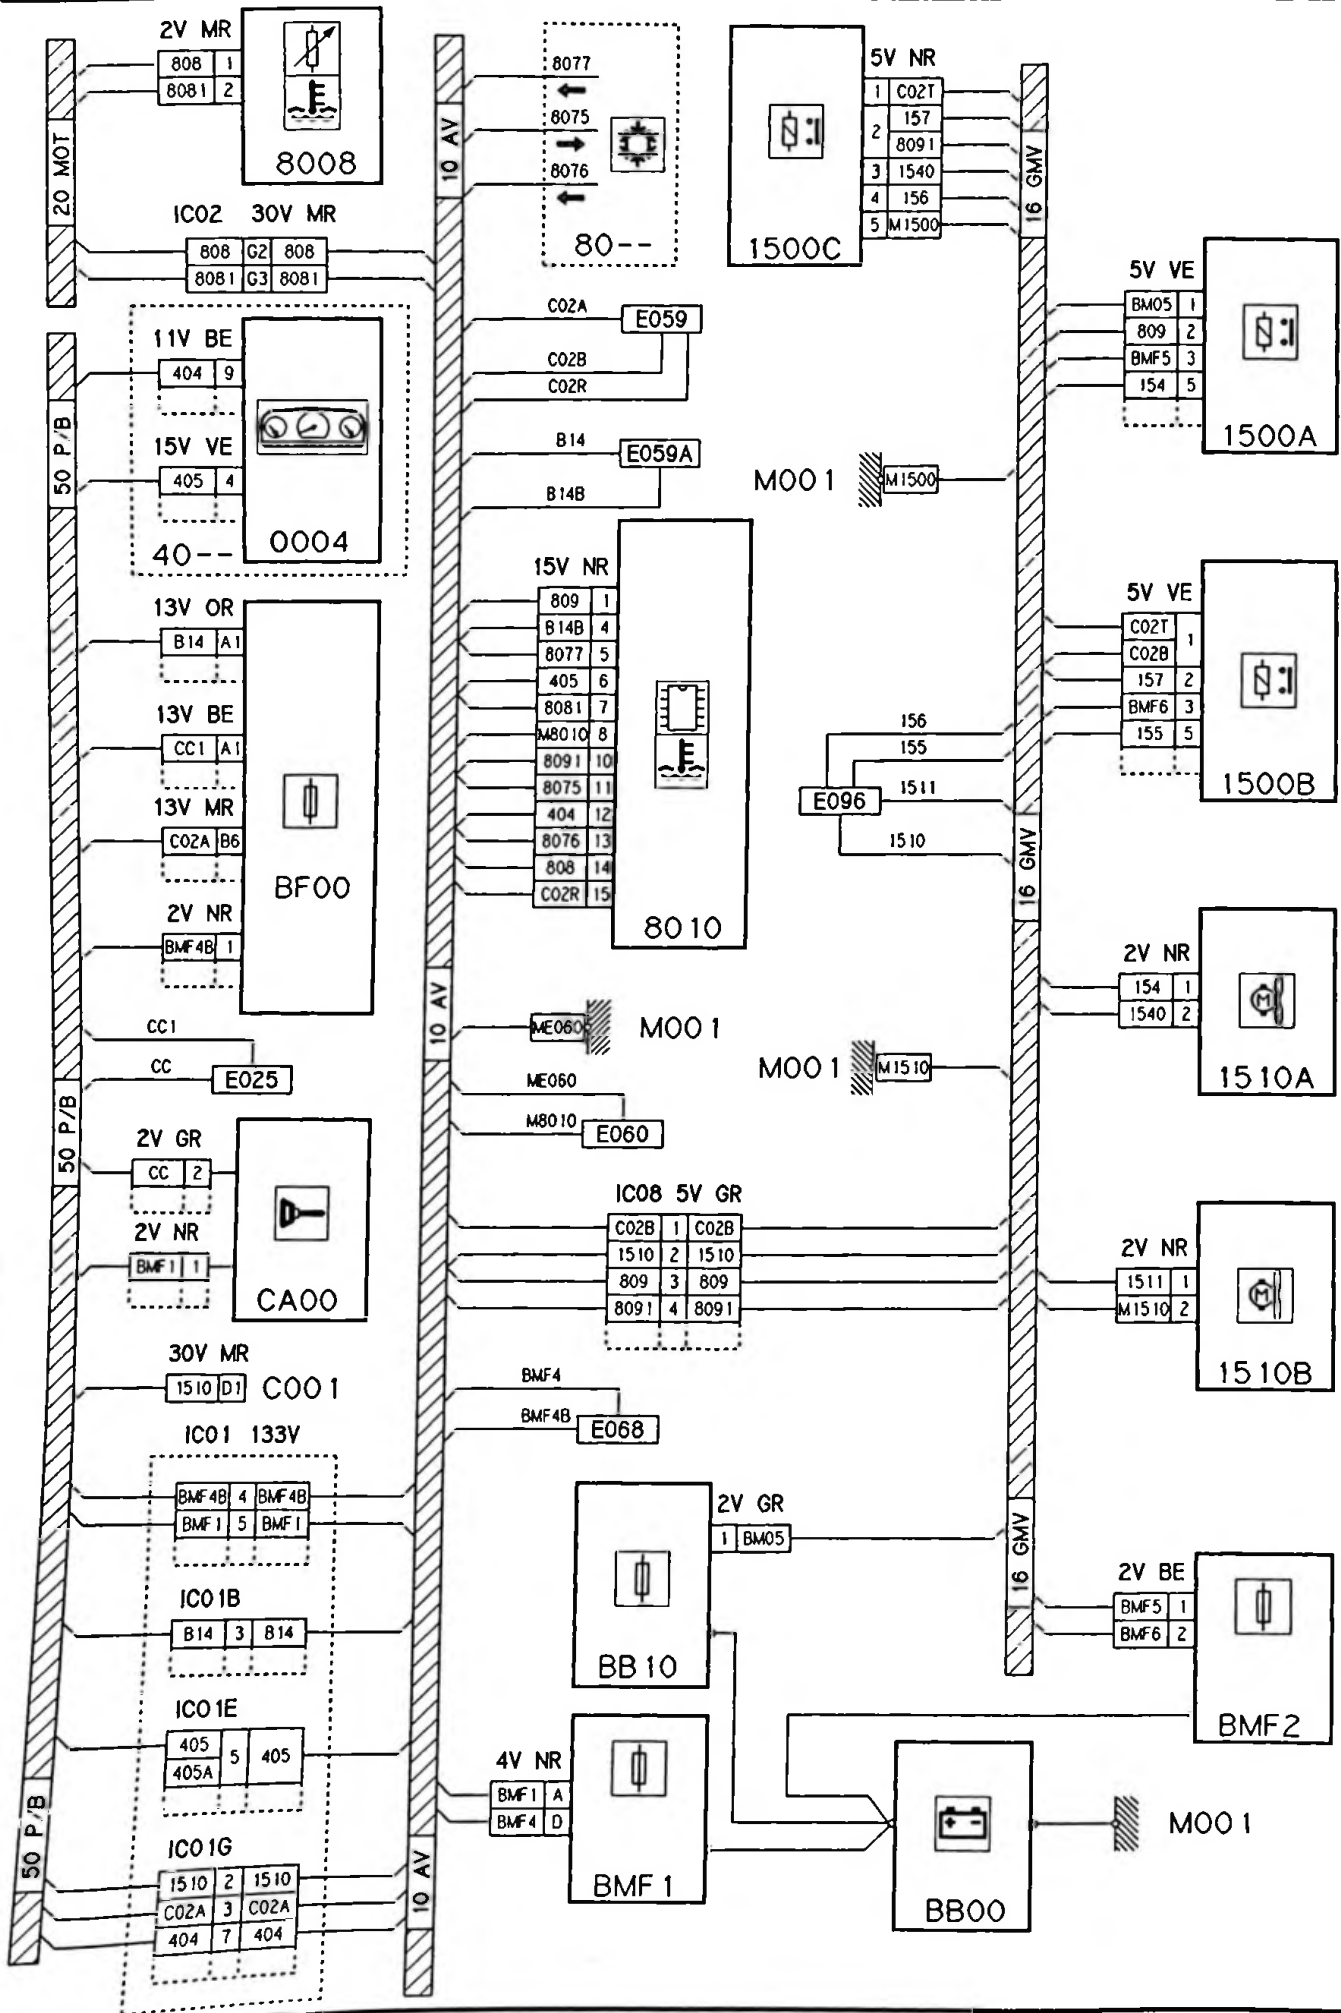 2V MR
808 1
8081 2
8008
20 MOT
IC02 30V MR
808 G2 808
8081 G3 8081
11V BE
404 9
15V VE
405 4
40-- 0004
50 P/B
13V OR
B14 A1
13V BE
CC1 A1
13V MR
C02A B6
BF00
2V NR
BMF4B 1
CC1
CC E025
50 P/B
2V GR
CC 2
2V NR
BMF1 1
CA00
30V MR
1510 D1 C001
IC01 133V
BMF4B 4 BMF4B
BMF1 5 BMF1
IC01B
B14 3 B14
IC01E
405 5 405
405A
50 P/B
IC01G
1510 2 1510
C02A 3 C02A
404 7 404
10 AV
8077
8075
8076
80--
C02A E059
C02B
C02R
B14 E059A
B14B
15V NR
809 1
B14B 4
8077 5
405 6
8081 7
M8010 8
8091 10
8075 11
404 12
8076 13
808 14
C02R 15
8010
10 AV
ME060 M001
ME060
M8010 E060
IC08 5V GR
C02B 1 C02B
1510 2 1510
809 3 809
8091 4 8091
BMF4
BMF4B E068
2V GR
1 BM05
BB10
4V NR
BMF1 A
BMF4 D
BMF1
10 AV
5V NR
1 C02T
2 157
8091
3 1540
4 156
5 M1500
1500C
16 GMV
5V VE
BM05 1
809 2
BMF5 3
154 5
1500A
M001 M1500
5V VE
C02T 1
C02B
157 2
BMF6 3
155 5
1500B
156
155
E096 1511
1510
16 GMV
2V NR
154 1
1540 2
1510A
M001 M1510
2V NR
1511 1
M1510 2
1510B
16 GMV
2V BE
BMF5 1
BMF6 2
BMF2
+ -
BB00
M001
M
M